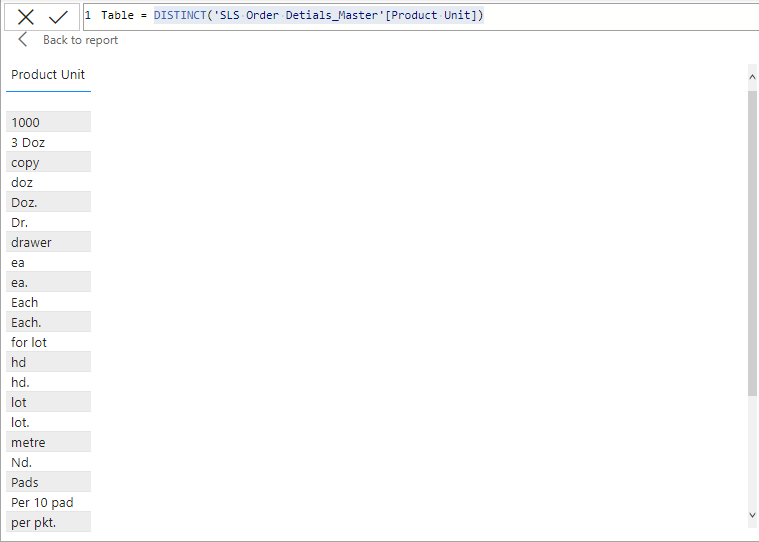 1 Table = DISTINCT('SLS Order Detials_Master'[Product Unit])
Back to report
Product Unit
1000
3 Doz
copy
doz
Doz.
Dr.
drawer
ea
ea.
Each
Each.
for lot
hd
hd.
lot
lot.
metre
Nd.
Pads
Per 10 pad
per pkt.